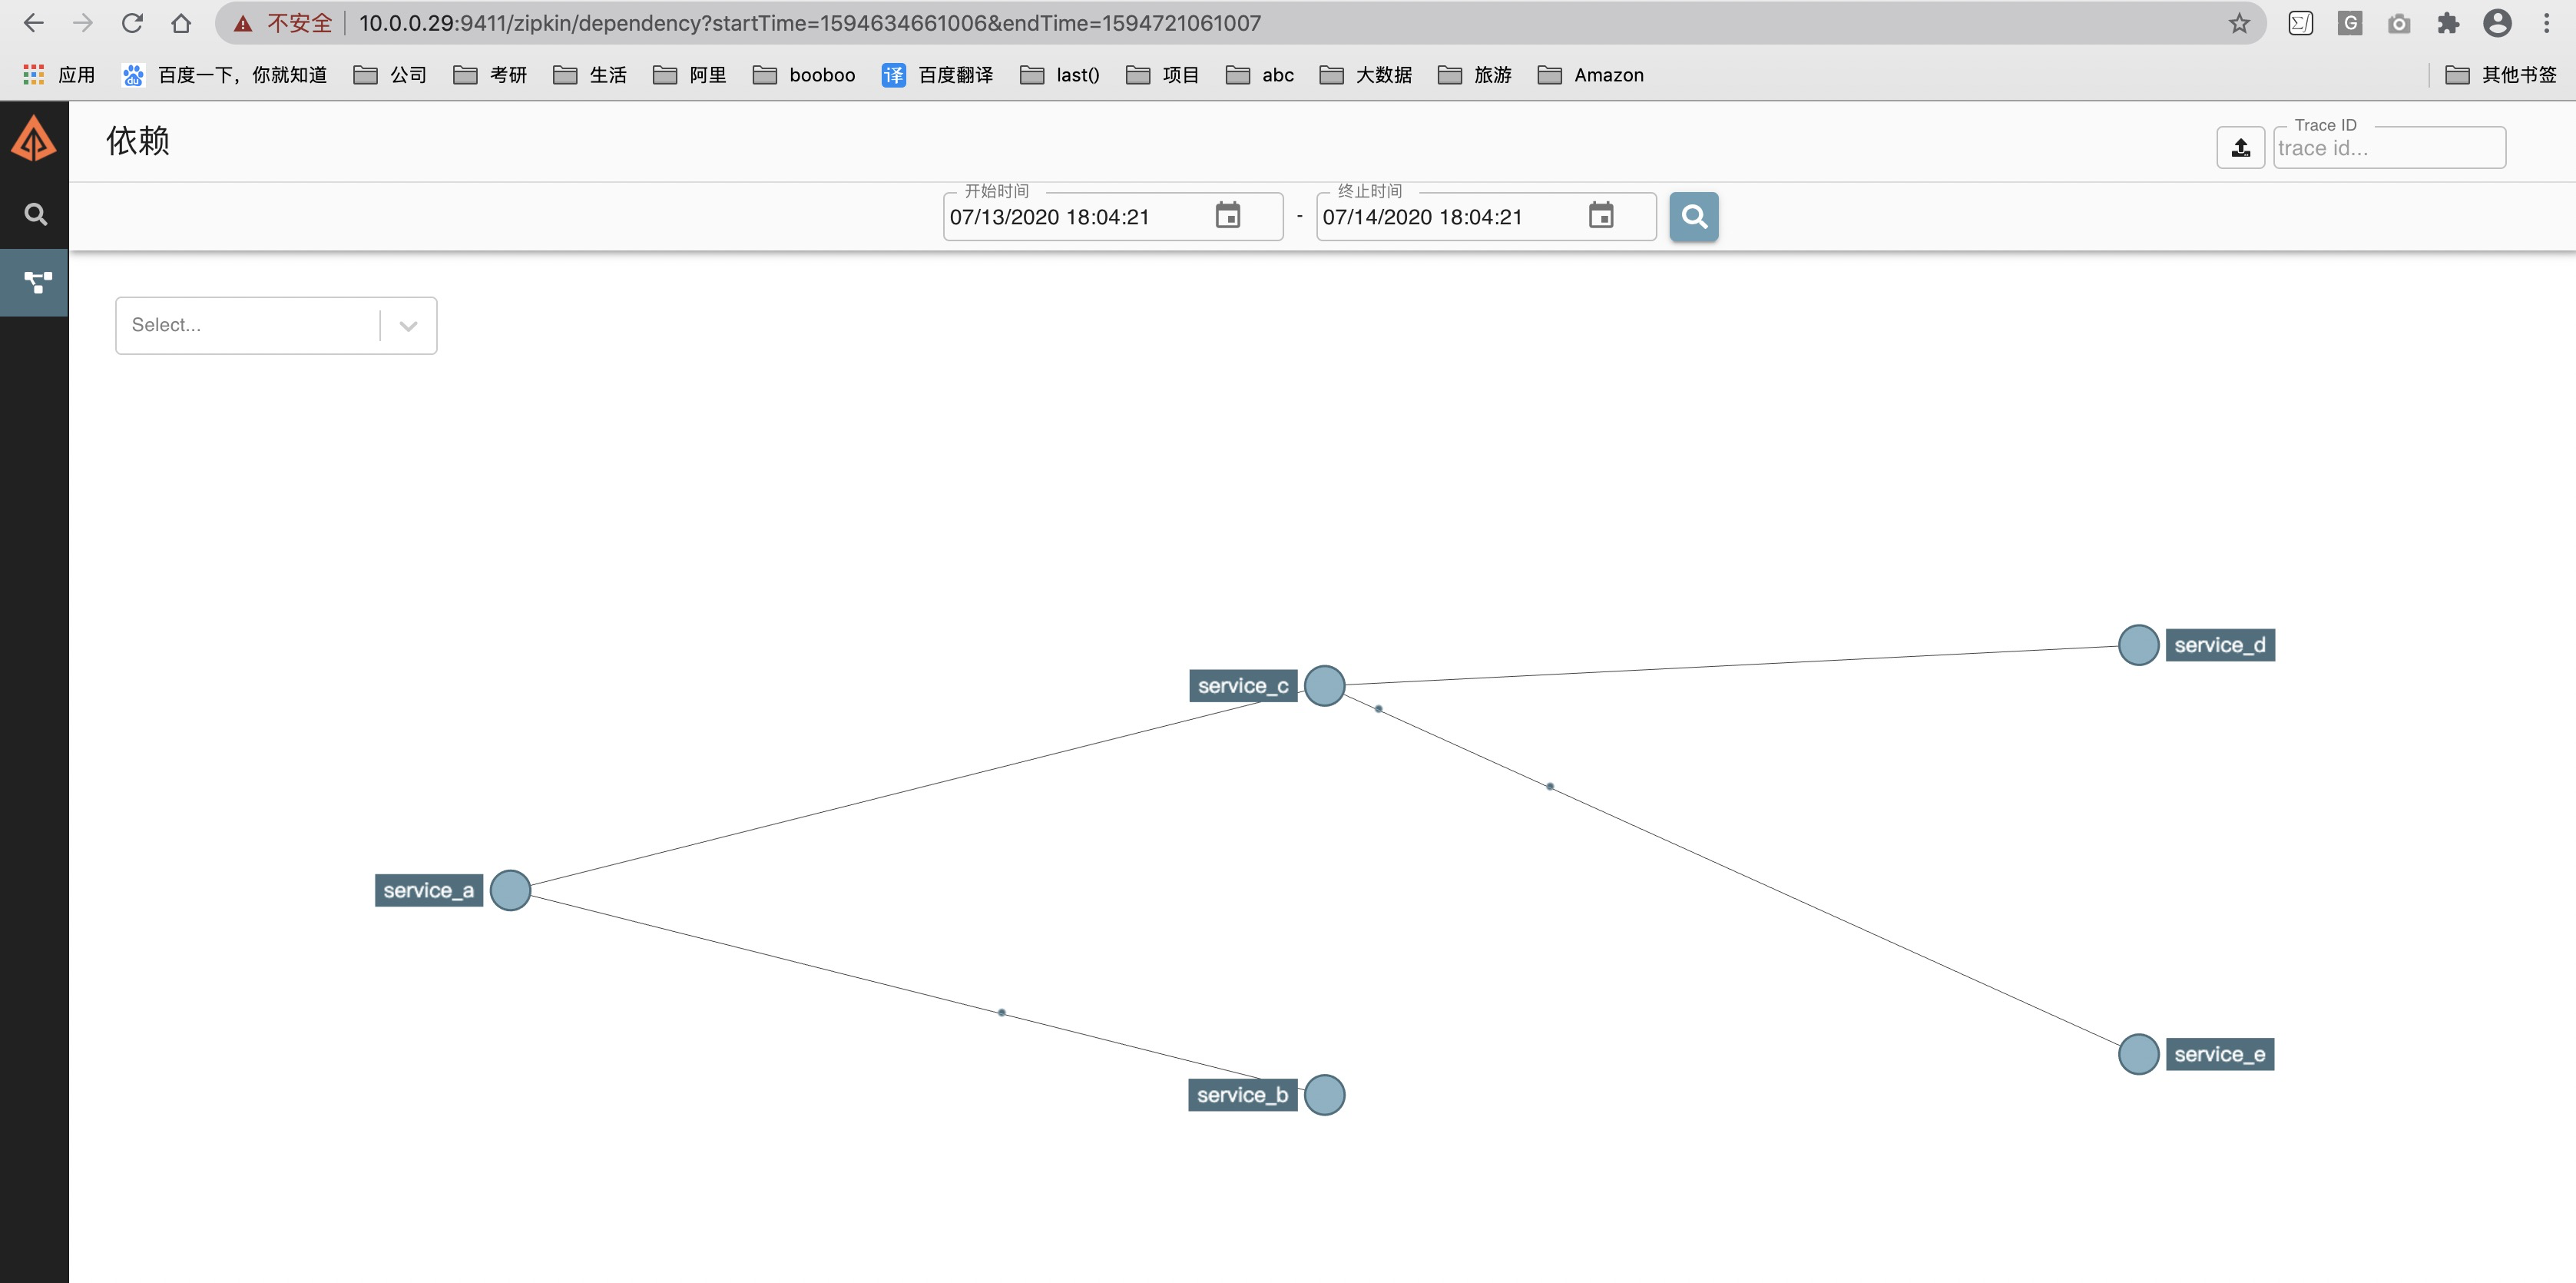 不安全 10.0.0.29:9411/zipkin/dependency?startTime=1594634661006&endTime=1594721061007
应用 百度一下，你就知道 公司 考研 生活 阿里 booboo 译 百度翻译 last() 项目 abc 大数据 旅游 Amazon 其他书签
依赖
Trace ID
trace id...
开始时间 终止时间
07/13/2020 18:04:21 - 07/14/2020 18:04:21
Select...
service_d
service_c
service_a
service_e
service_b